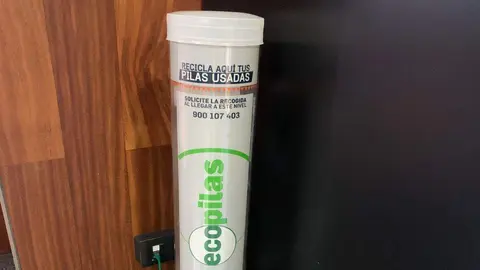 RECICLA AQUÍ TUS
PILAS USADAS
SOLICITE LA RECOGIDA
AL LLEGAR A ESTE NIVEL
900 107 403
ecopilas